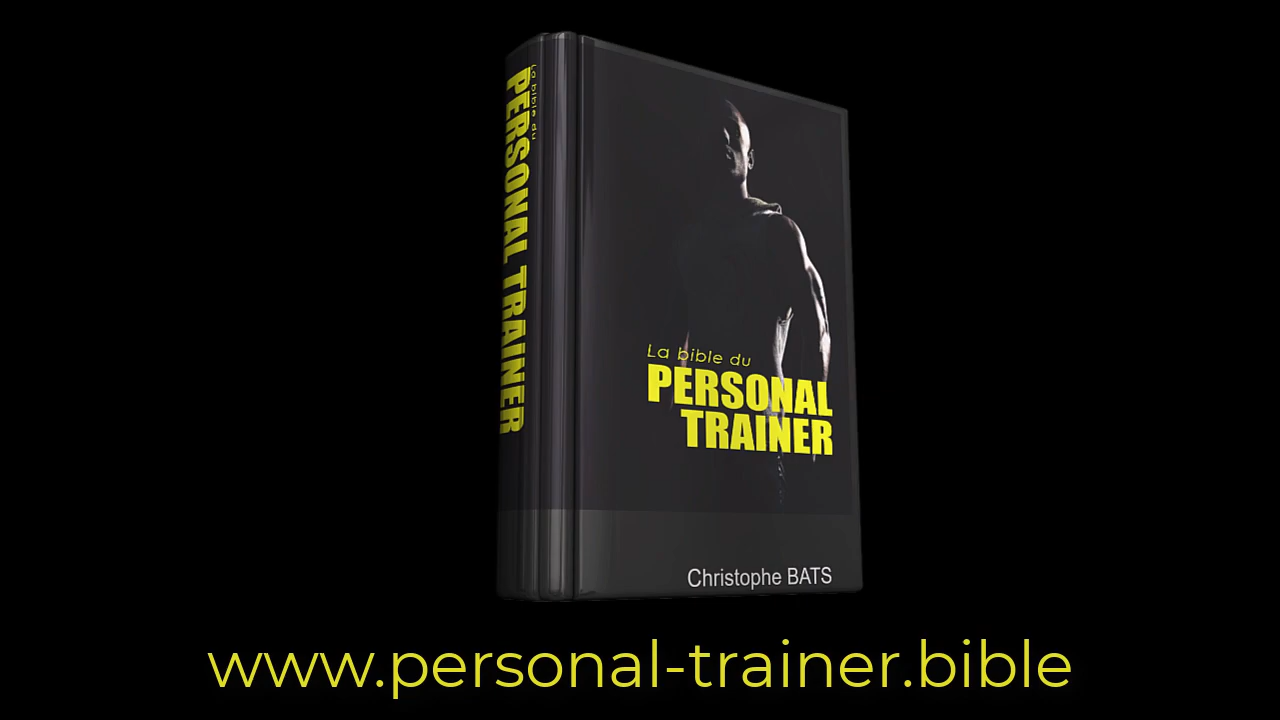 La bible du
PERSONAL TRAINER
La bible du
PERSONAL
TRAINER
Christophe BATS
www.personal-trainer.bible